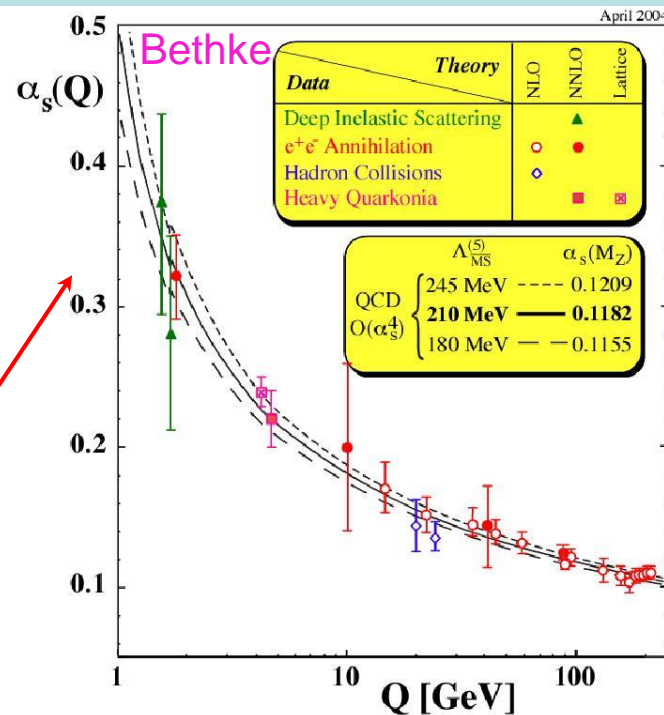 April 2004
0.5
Bethke
αs(Q)
Data
Theory
NLO
NNLO
Lattice
Deep Inelastic Scattering
e+e- Annihilation
Hadron Collisions
Heavy Quarkonia
0.4
Λ(5)MS αs(MZ)
QCD O(αs4)
245 MeV 0.1209
210 MeV 0.1182
180 MeV 0.1155
0.3
0.2
0.1
1 10 100
Q [GeV]